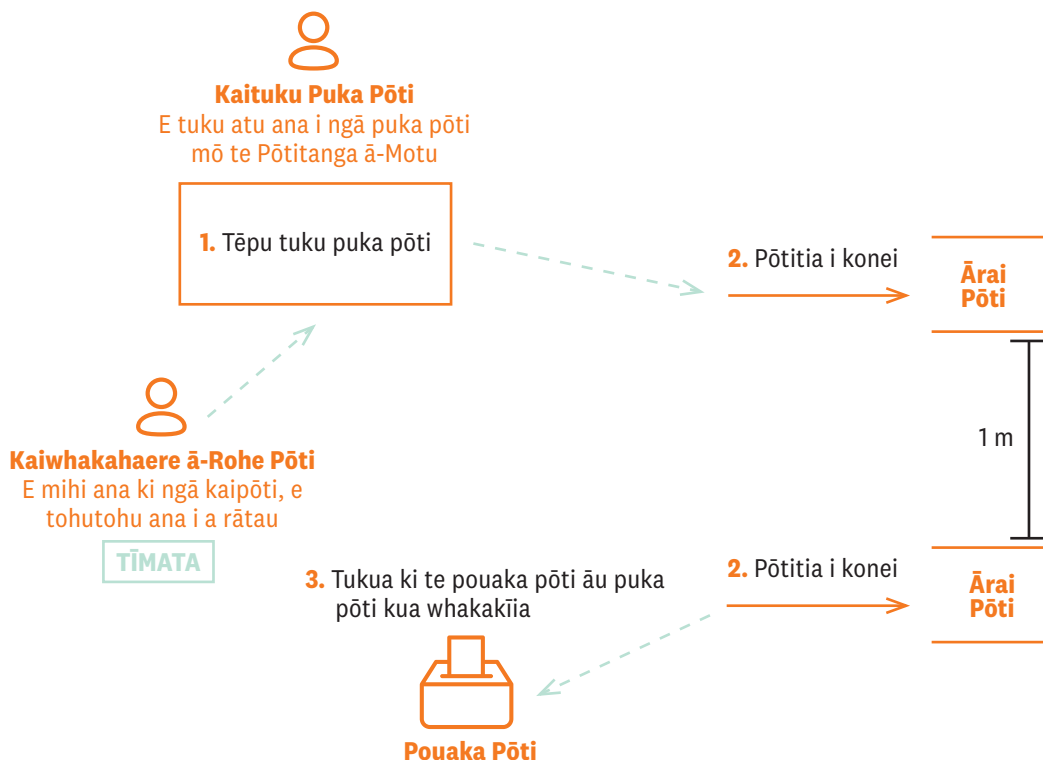 Kaituku Puka Pōti
E tuku atu ana i ngā puka pōti
mō te Pōtitanga ā-Motu
1. Tēpu tuku puka pōti
2. Pōtitia i konei
Ārai
Pōti
1 m
Kaiwhakahaere ā-Rohe Pōti
E mihi ana ki ngā kaipōti, e
tohutohu ana i a rātau
TĪMATA
2. Pōtitia i konei
Ārai
Pōti
3. Tukua ki te pouaka pōti āu puka
pōti kua whakakīia
Pouaka Pōti